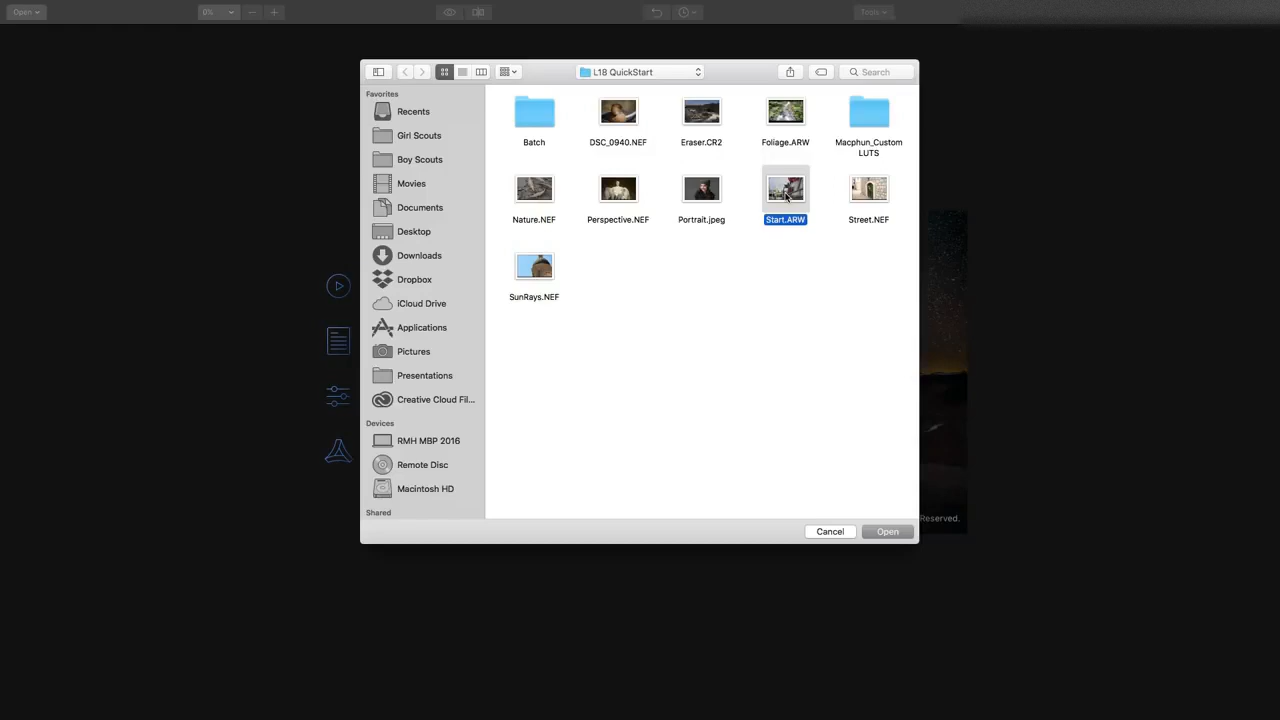 Open
0%
Tools
L18 QuickStart
Search
Favorites
Recents
Girl Scouts
Boy Scouts
Movies
Documents
Desktop
Downloads
Dropbox
iCloud Drive
Applications
Pictures
Presentations
Creative Cloud Fil...
Devices
RMH MBP 2016
Remote Disc
Macintosh HD
Shared
Batch
DSC_0940.NEF
Eraser.CR2
Foliage.ARW
Macphun_Custom
LUTS
Nature.NEF
Perspective.NEF
Portrait.jpeg
Start.ARW
Street.NEF
SunRays.NEF
Reserved.
Cancel
Open